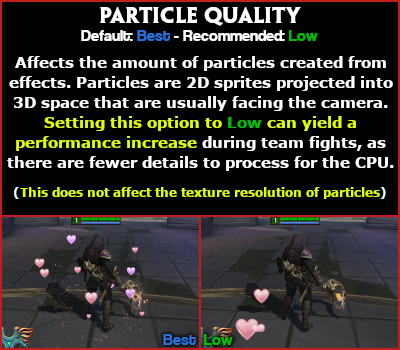 PARTICLE QUALITY
Default: Best - Recommended: Low
Affects the amount of particles created from
effects. Particles are 2D sprites projected into
3D space that are usually facing the camera.
Setting this option to Low can yield a
performance increase during team fights, as
there are fewer details to process for the CPU.
(This does not affect the texture resolution of particles)
1
1
Best Low